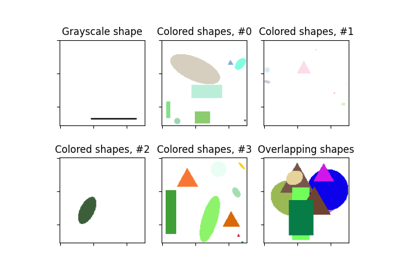 Grayscale shape
Colored shapes, #0
Colored shapes, #1
Colored shapes, #2
Colored shapes, #3
Overlapping shapes